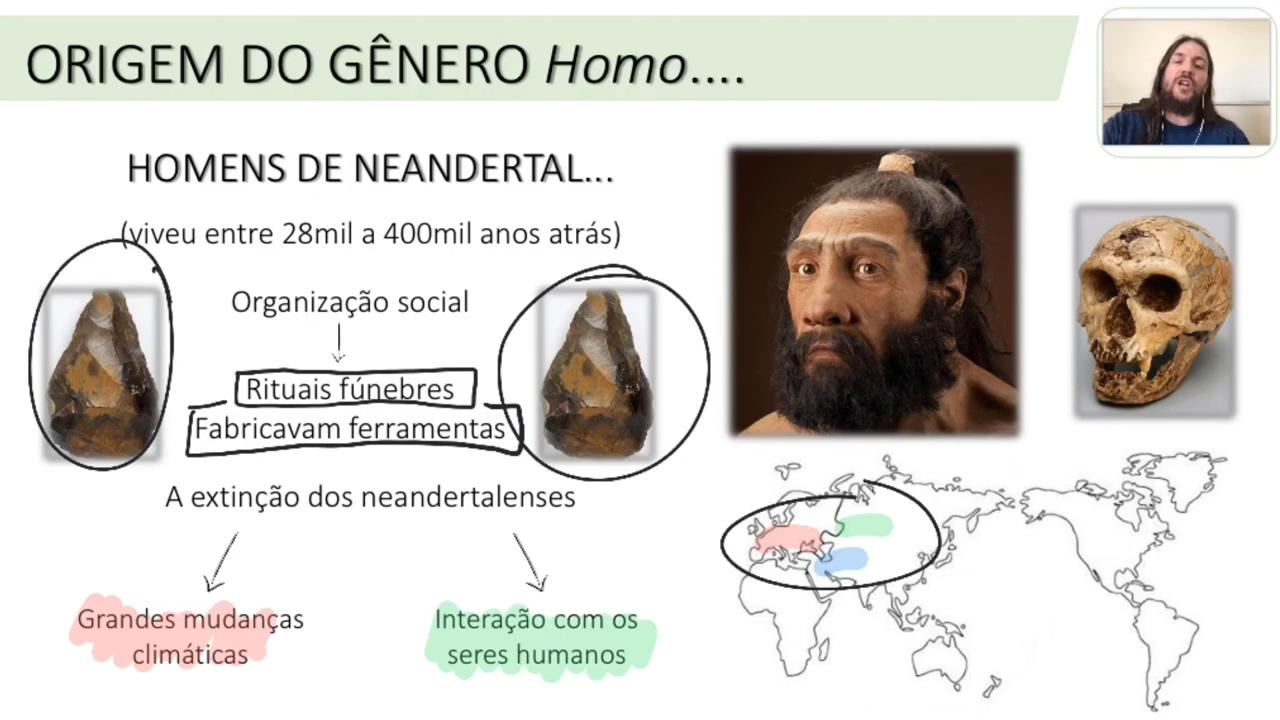 ORIGEM DO GÊNERO Homo....
HOMENS DE NEANDERTAL...
(viveu entre 28mil a 400mil anos atrás)
Organização social
Rituais fúnebres
Fabricavam ferramentas
A extinção dos neandertalenses
Grandes mudanças
climáticas
Interação com os
seres humanos